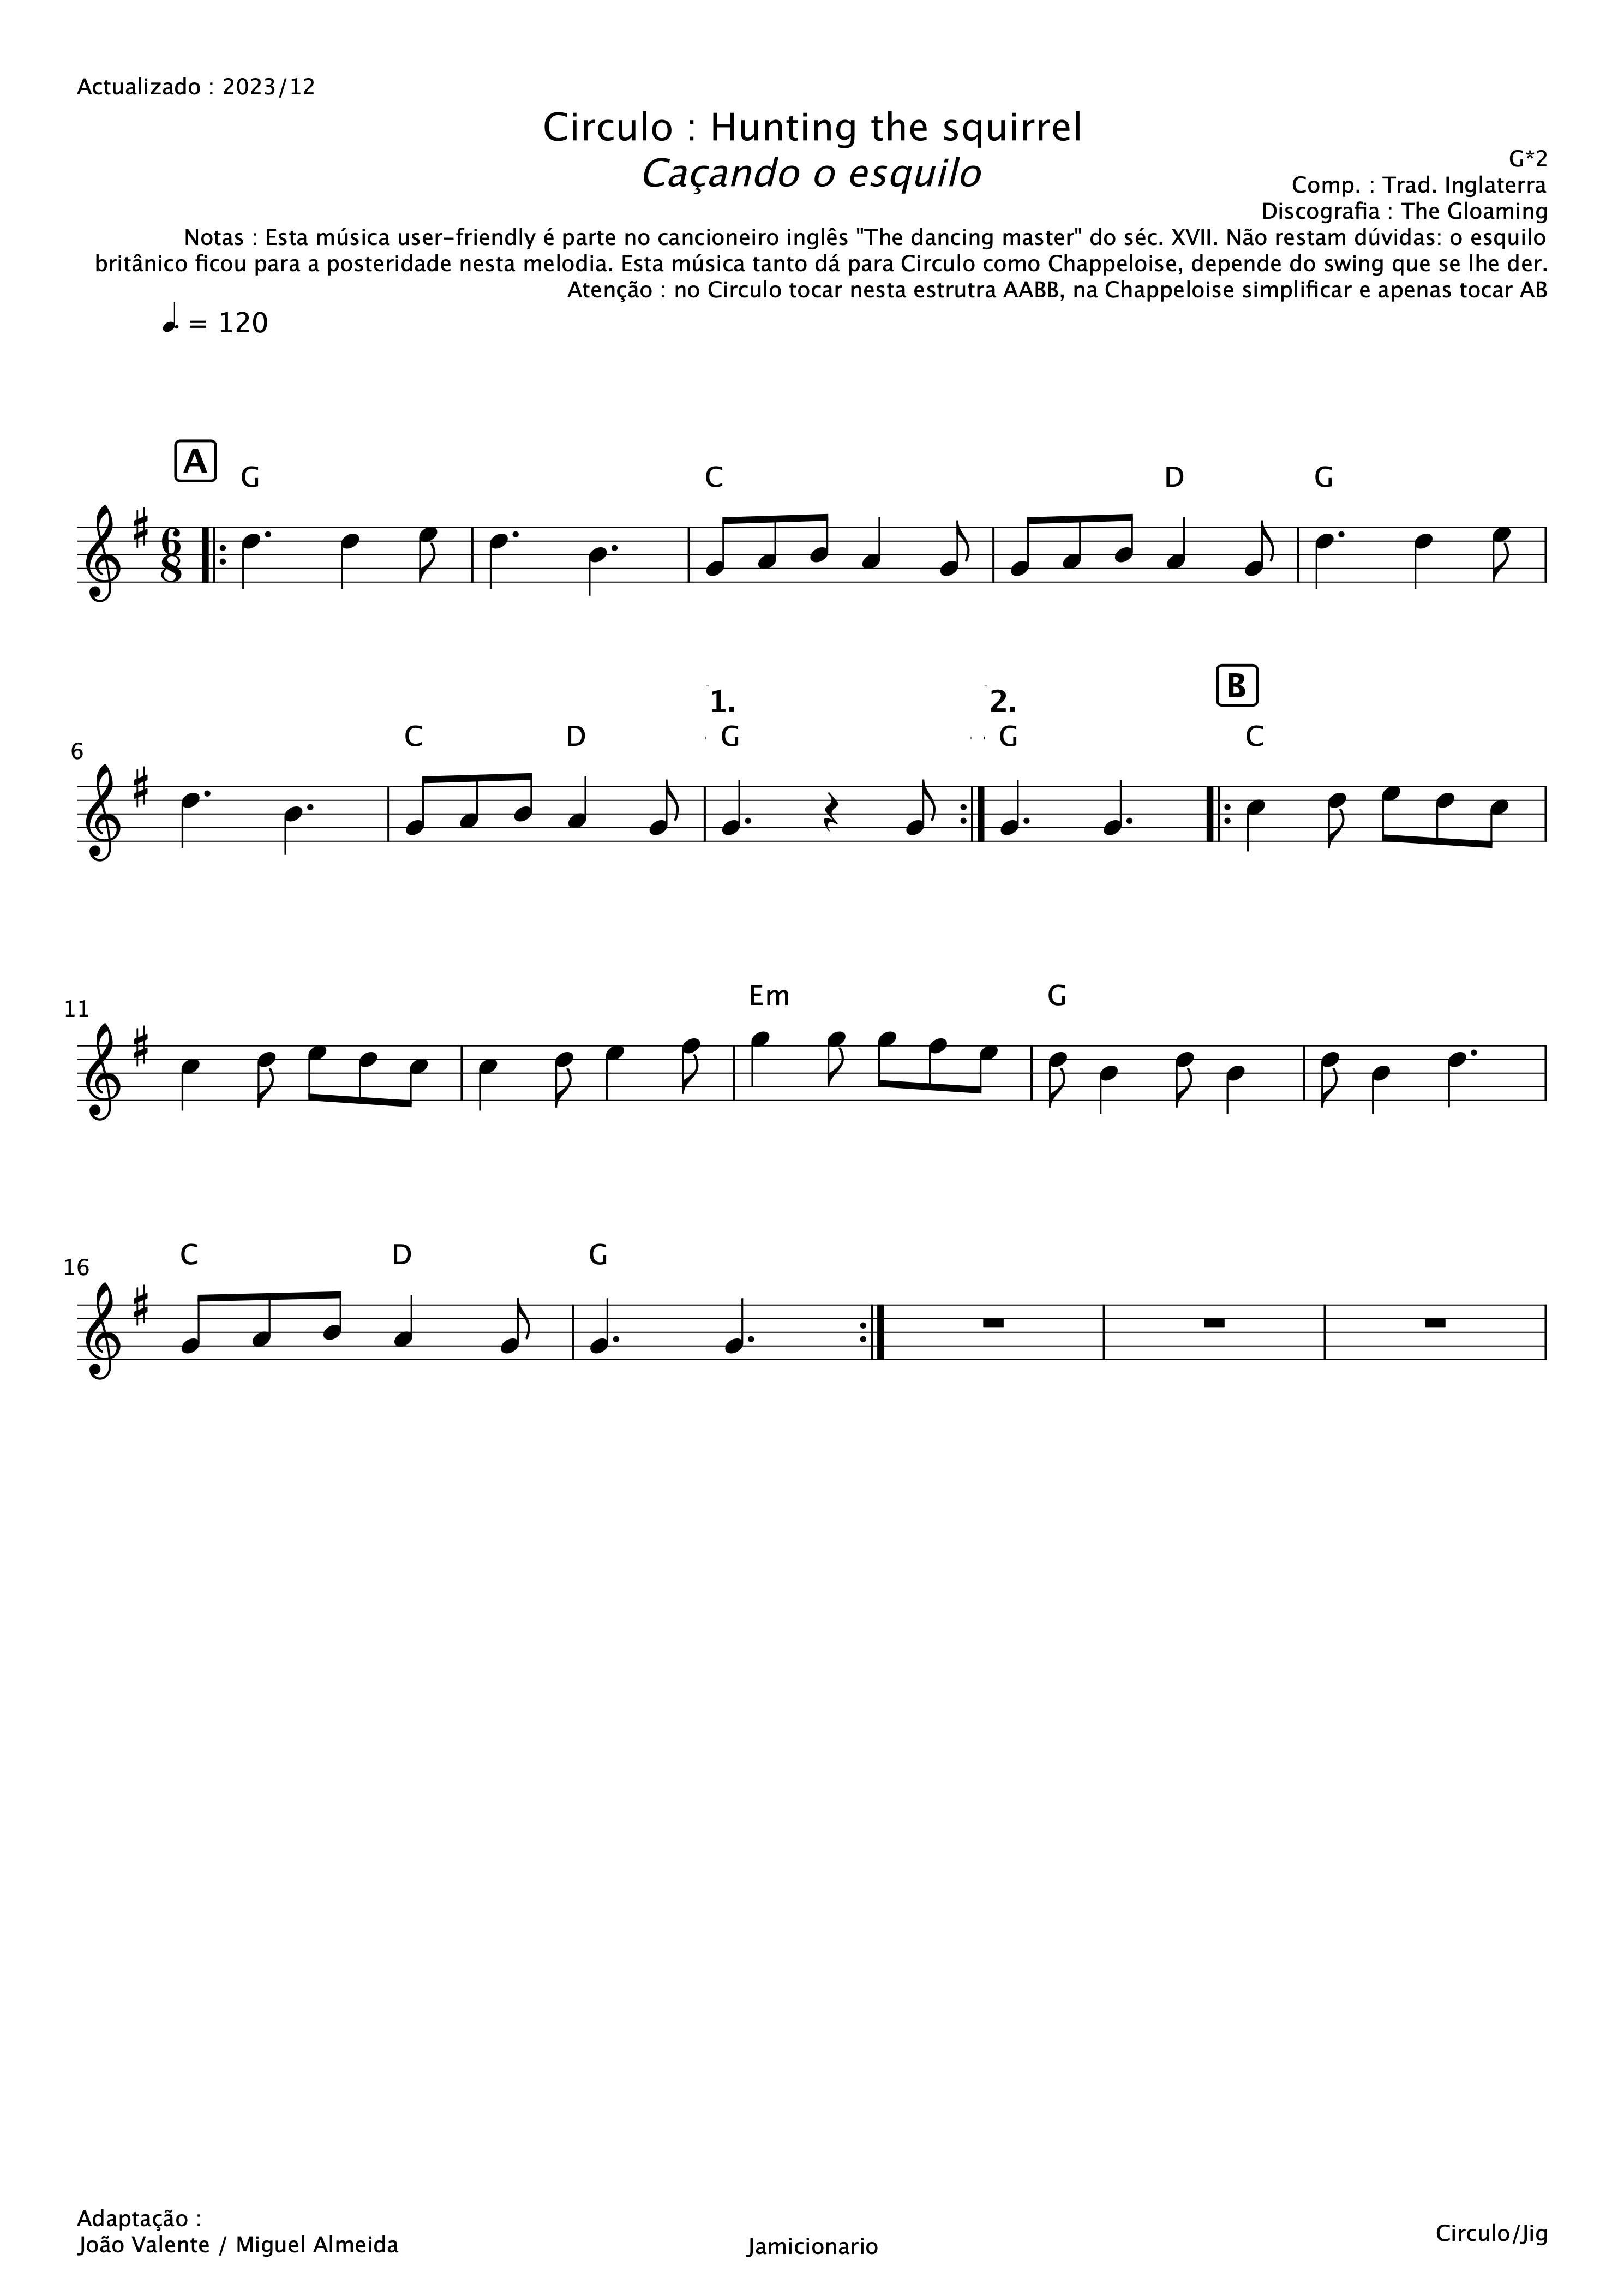 Actualizado : 2023/12
Circulo : Hunting the squirrel
Caçando o esquilo
G*2
Comp. : Trad. Inglaterra
Discografia : The Gloaming
Notas : Esta música user-friendly é parte no cancioneiro inglês "The dancing master" do séc. XVII. Não restam dúvidas: o esquilo
britânico ficou para a posteridade nesta melodia. Esta música tanto dá para Circulo como Chappeloise, depende do swing que se lhe der.
Atenção : no Circulo tocar nesta estrutra AABB, na Chappeloise simplificar e apenas tocar AB
= 120
A
G C D G
6 8
1. 2. B
6 C D G G C
11 Em G
16 C D G
Adaptação :
João Valente / Miguel Almeida
Jamicionario
Circulo/Jig